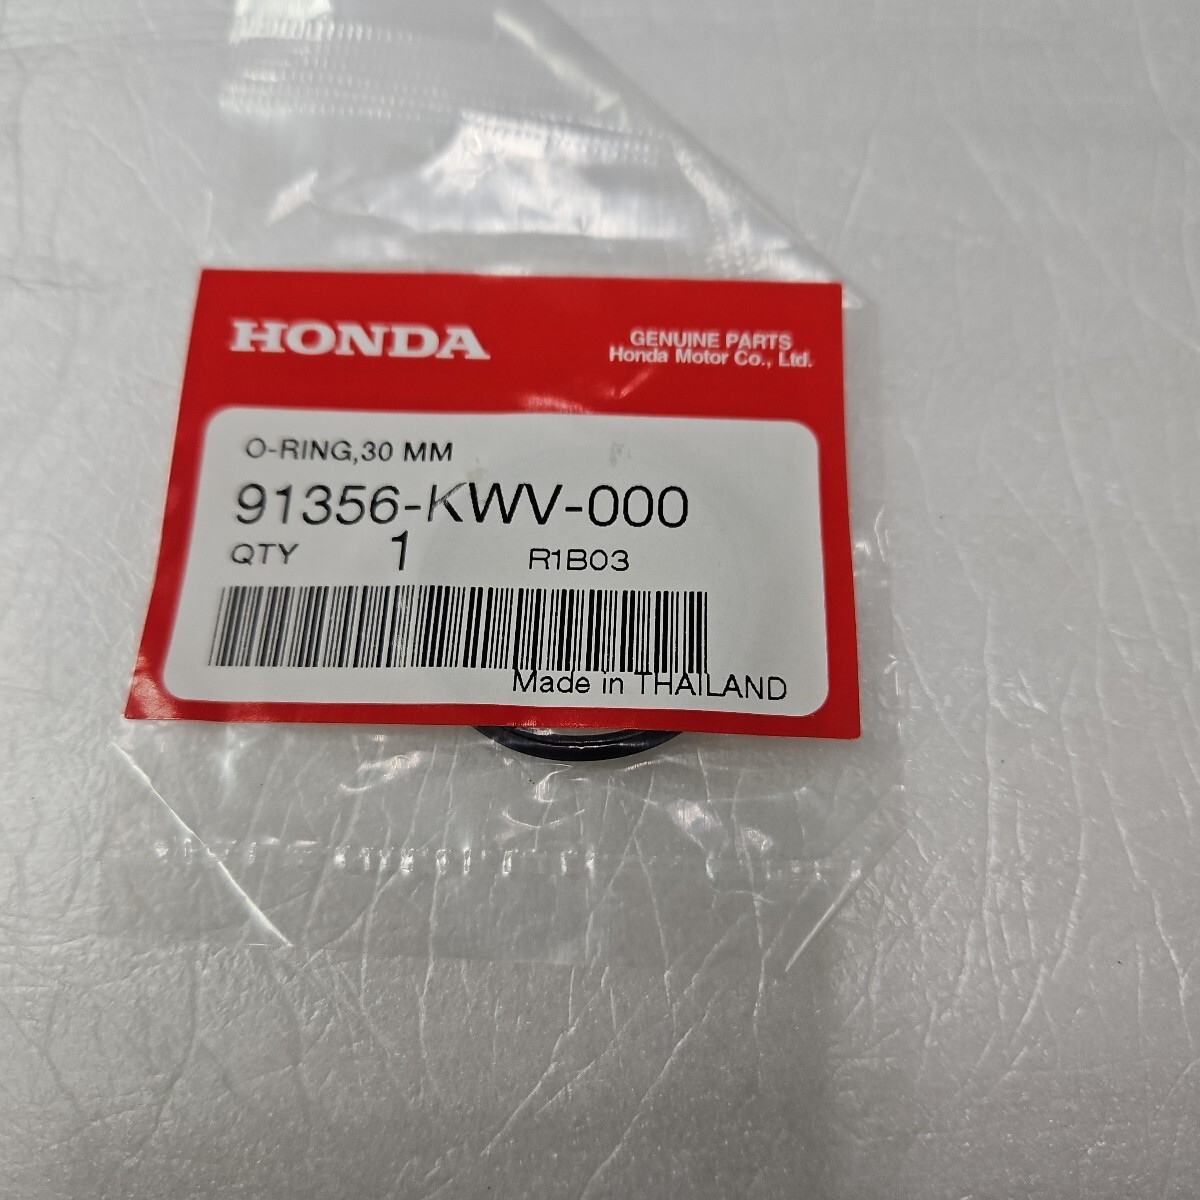 HONDA
GENUINE PARTS
Honda Motor Co., Ltd.
O-RING,30 MM
91356-KWV-000
QTY 1 R1B03
Made in THAILAND